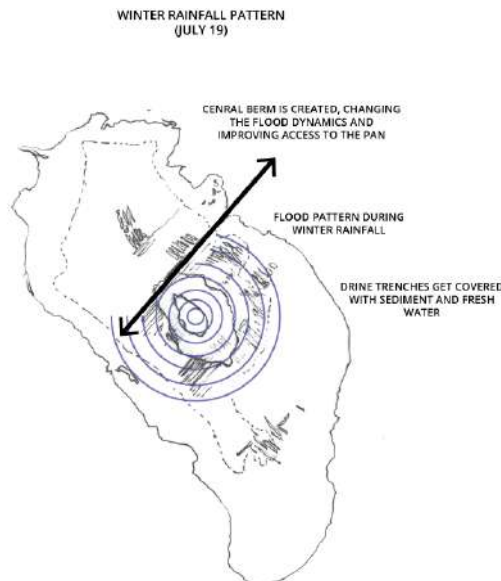 WINTER RAINFALL PATTERN
(JULY 19)
CENRAL BERM IS CREATED, CHANGING
THE FLOOD DYNAMICS AND
IMPROVING ACCESS TO THE PAN
FLOOD PATTERN DURING
WINTER RAINFALL
DRINE TRENCHES GET COVERED
WITH SEDIMENT AND FRESH
WATER